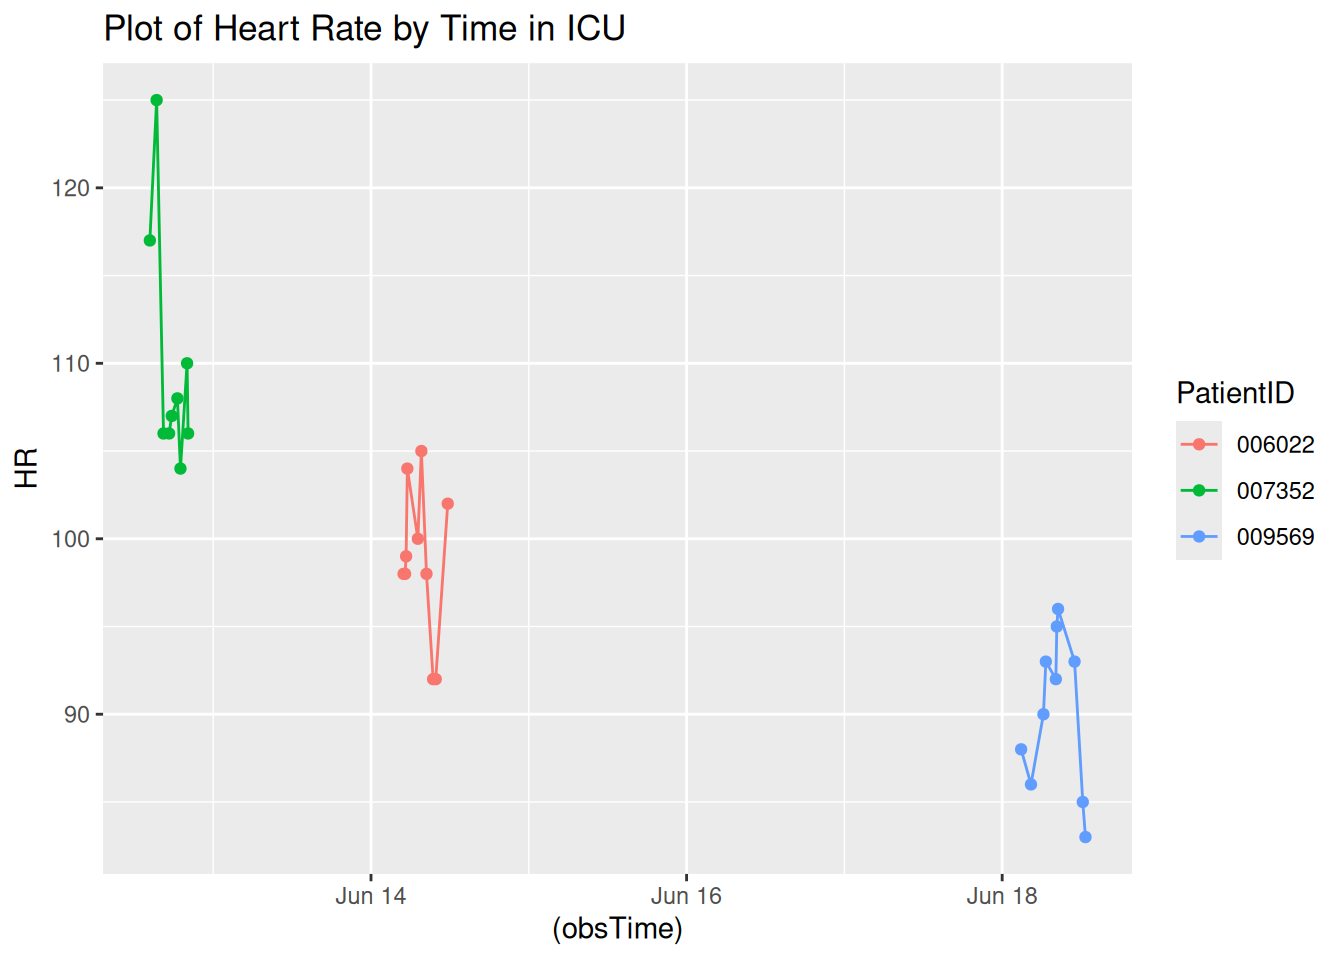 Plot of Heart Rate by Time in ICU
120
110
100
90
HR
Jun 14
Jun 16
Jun 18
(obsTime)
PatientID
006022
007352
009569